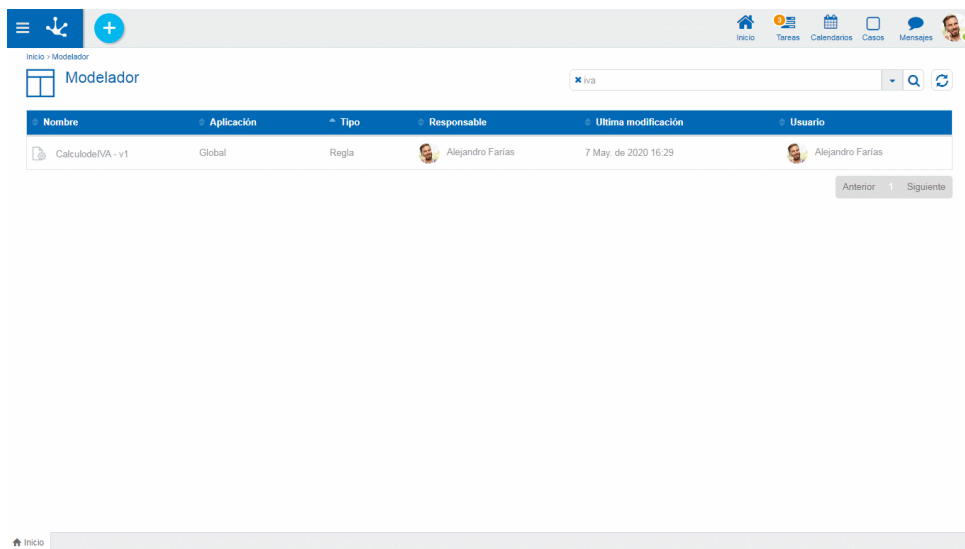 3
Inicio Tareas Calendarios Casos Mensajes
Inicio > Modelador
Modelador
iva
Nombre Aplicación Tipo Responsable Ultima modificación Usuario
CalculodeIVA - v1 Global Regla Alejandro Farías 7 May. de 2020 16:29 Alejandro Farías
Anterior 1 Siguiente
Inicio